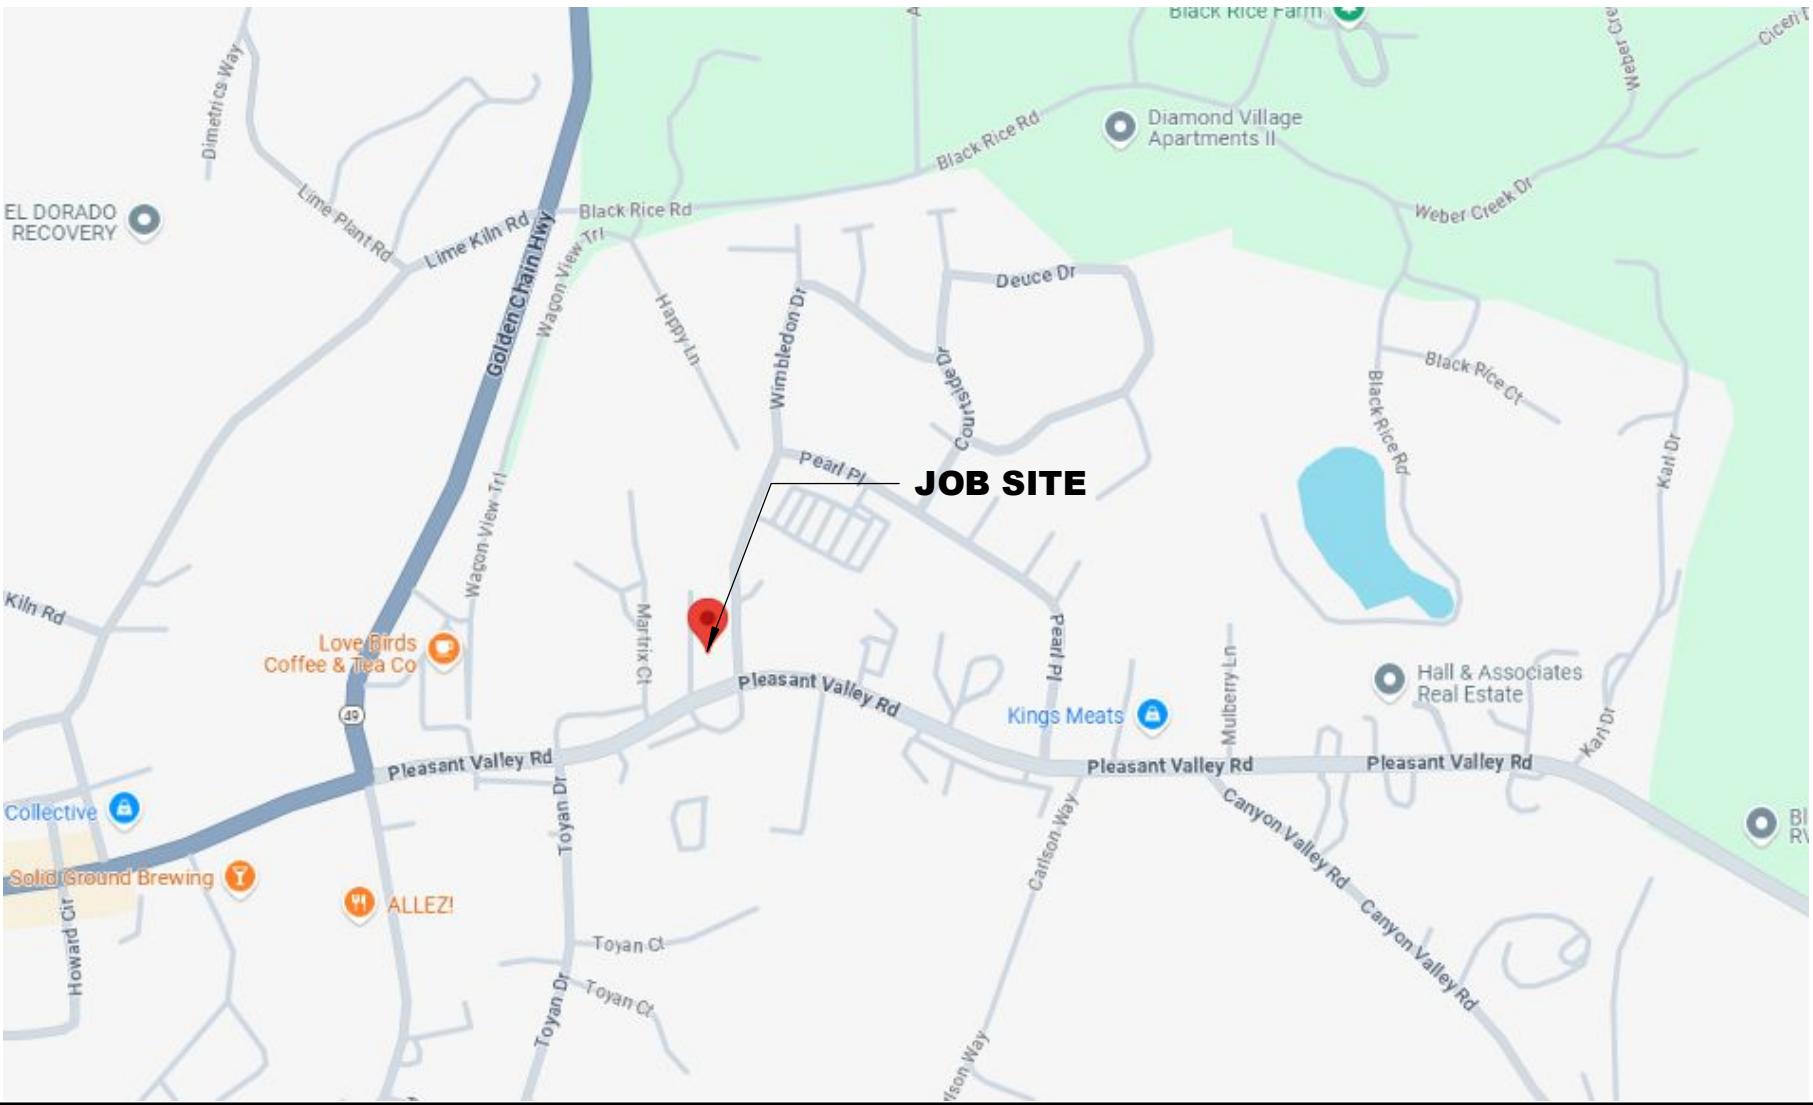 Black Rice Farm
Weber Cre
Ciceri D
Dimetrics Way
Diamond Village
Apartments II
Black Rice Rd
Lime Plant Rd
EL DORADO
RECOVERY
Lime Kiln Rd
Black Rice Rd
Weber Creek Dr
Golden Chain Hwy
Wagon View Trl
Happy Ln
Wimbledon Dr
Deuce Dr
Courtside Dr
Black Rice Ct
Black Rice Rd
Karl Dr
Pearl Pl
JOB SITE
Wagon View Trl
Kiln Rd
Love Birds
Coffee & Tea Co
Martrix Ct
Pearl Pl
Mulberry Ln
Hall & Associates
Real Estate
Pleasant Valley Rd
Kings Meats
49
Karl Dr
Pleasant Valley Rd
Pleasant Valley Rd
Pleasant Valley Rd
Collective
Toyan Dr
Carlson Way
Canyon Valley Rd
Bl
RV
Solid Ground Brewing
ALLEZ!
Howard Cir
Toyan Ct
Canyon Valley Rd
Toyan Dr
Toyan Ct
lson Way